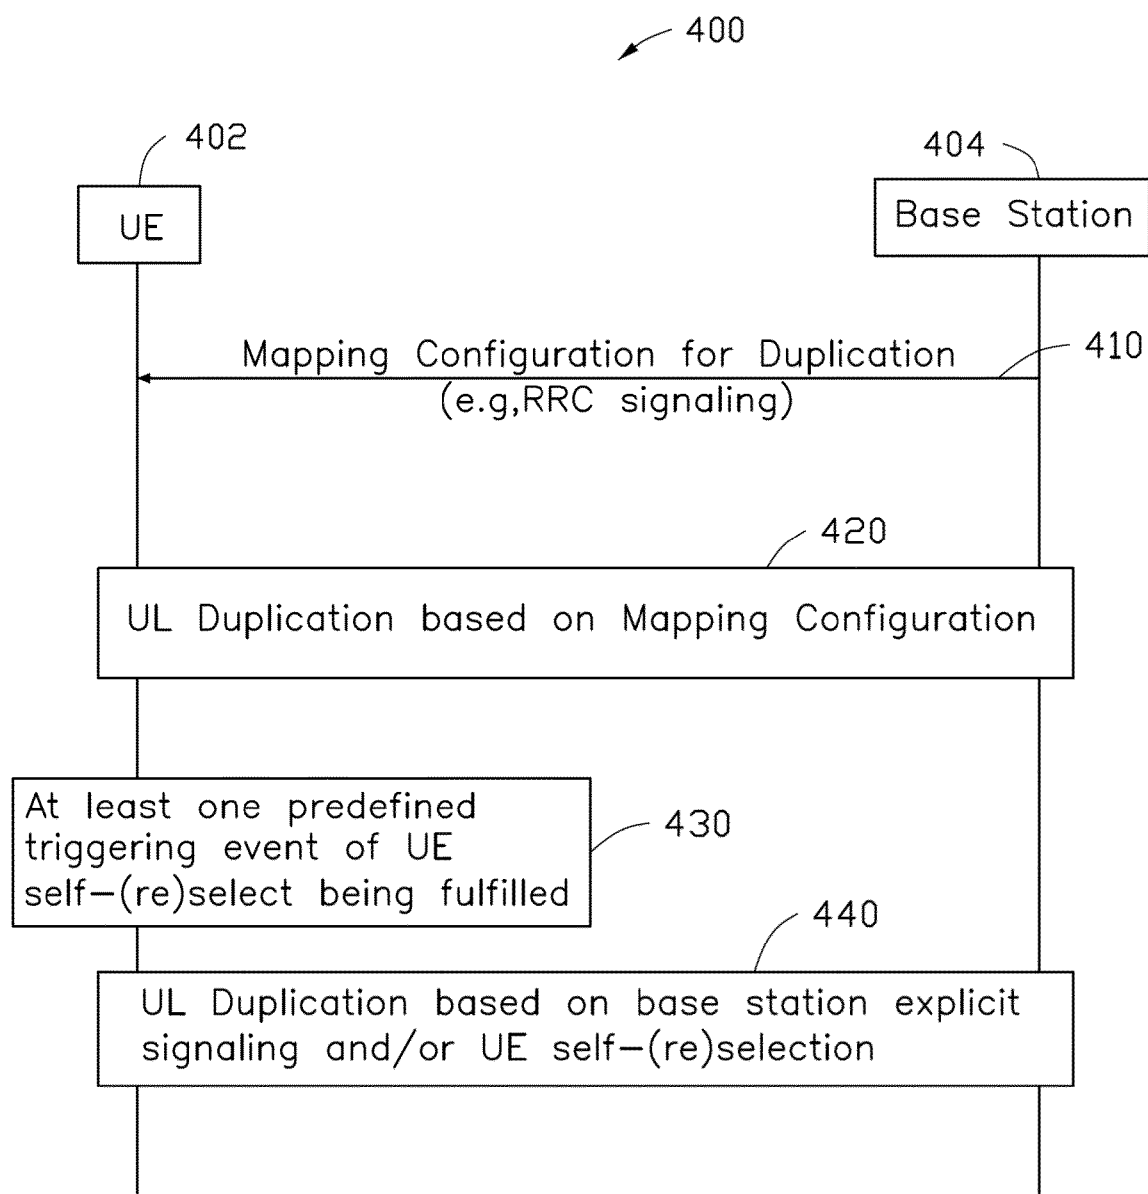 400
402
404
UE
Base Station
Mapping Configuration for Duplication
410
(e.g,RRC signaling)
420
UL Duplication based on Mapping Configuration
At least one predefined
430
triggering event of UE
self-(re)select being fulfilled
440
UL Duplication based on base station explicit
signaling and/or UE self-(re)selection